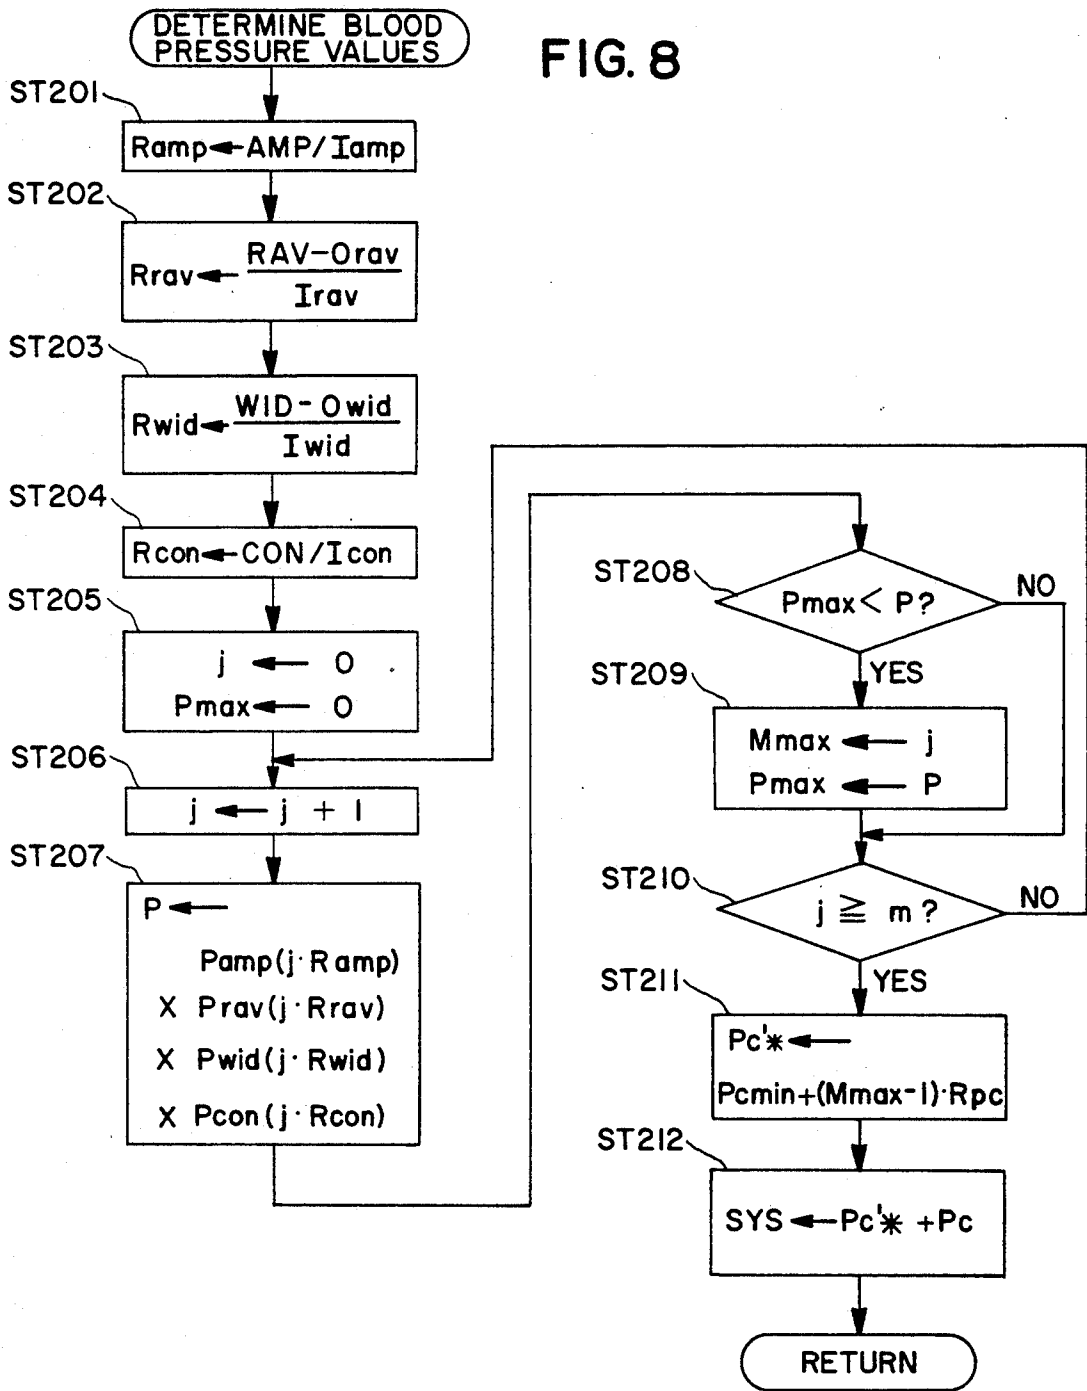 DETERMINE BLOOD
PRESSURE VALUES
FIG. 8
ST201
Ramp ← AMP/Iamp
ST202
Rrav ← RAV-Orav
Irav
ST203
Rwid ← WID-Owid
Iwid
ST204
Rcon ← CON/Icon
ST205
j ← 0
Pmax ← 0
ST206
j ← j + 1
ST207
P ←
Pamp(j·Ramp)
X Prav(j·Rrav)
X Pwid(j·Rwid)
X Pcon(j·Rcon)
ST208
Pmax < P?
NO
YES
ST209
Mmax ← j
Pmax ← P
ST210
j ≧ m?
NO
YES
ST211
Pc'* ←
Pcmin+(Mmax-1)·Rpc
ST212
SYS ← Pc'* +Pc
RETURN